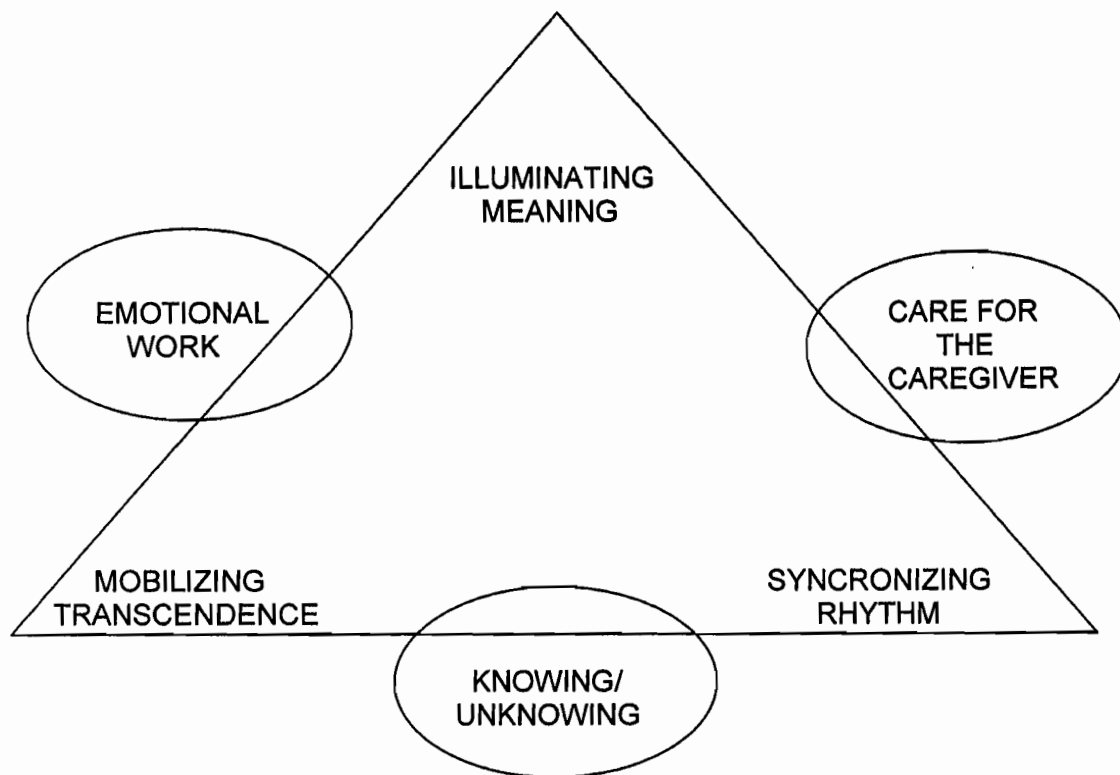 ILLUMINATING
MEANING
EMOTIONAL
WORK
CARE FOR
THE
CAREGIVER
MOBILIZING
TRANSCENDENCE
SYNCRONIZING
RHYTHM
KNOWING/
UNKNOWING